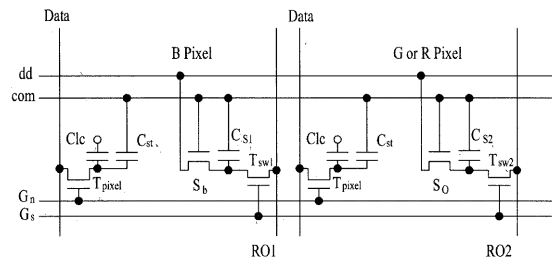 Data Data
B Pixel G or R Pixel
dd
com
Clc Cst CS1 Clc Cst CS2
Tpixel Sb Tsw1 Tpixel SO Tsw2
Gn
Gs
RO1 RO2